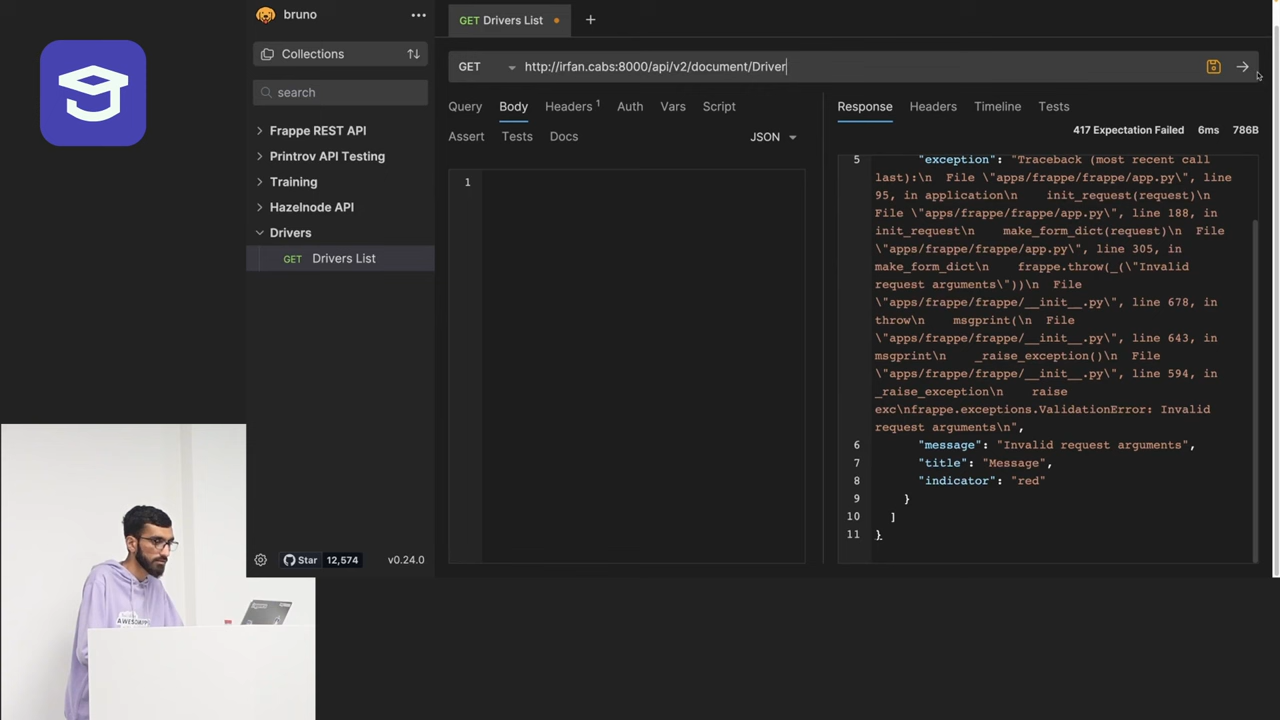 bruno
GET Drivers List
+
Collections
GET http://irfan.cabs:8000/api/v2/document/Driver
search
Query Body Headers 1 Auth Vars Script
Assert Tests Docs
JSON
Response Headers Timeline Tests
417 Expectation Failed 6ms 786B
Frappe REST API
Printrov API Testing
Training
Hazelnode API
Drivers
GET Drivers List
1
5 "exception": "Traceback (most recent call
last):\n File \"apps/frappe/frappe/app.py\", line
95, in application\n init_request(request)\n
File \"apps/frappe/frappe/app.py\", line 188, in
init_request\n make_form_dict(request)\n File
\"apps/frappe/frappe/app.py\", line 305, in
make_form_dict\n frappe.throw(_(\"Invalid
request arguments\"))\n File
\"apps/frappe/frappe/__init__.py\", line 678, in
throw\n msgprint(\n File
\"apps/frappe/frappe/__init__.py\", line 643, in
msgprint\n _raise_exception()\n File
\"apps/frappe/frappe/__init__.py\", line 594, in
_raise_exception\n raise
exc\nfrappe.exceptions.ValidationError: Invalid
request arguments\n",
6 "message": "Invalid request arguments",
7 "title": "Message",
8 "indicator": "red"
9 }
10 ]
11 }
Star 12,574 v0.24.0